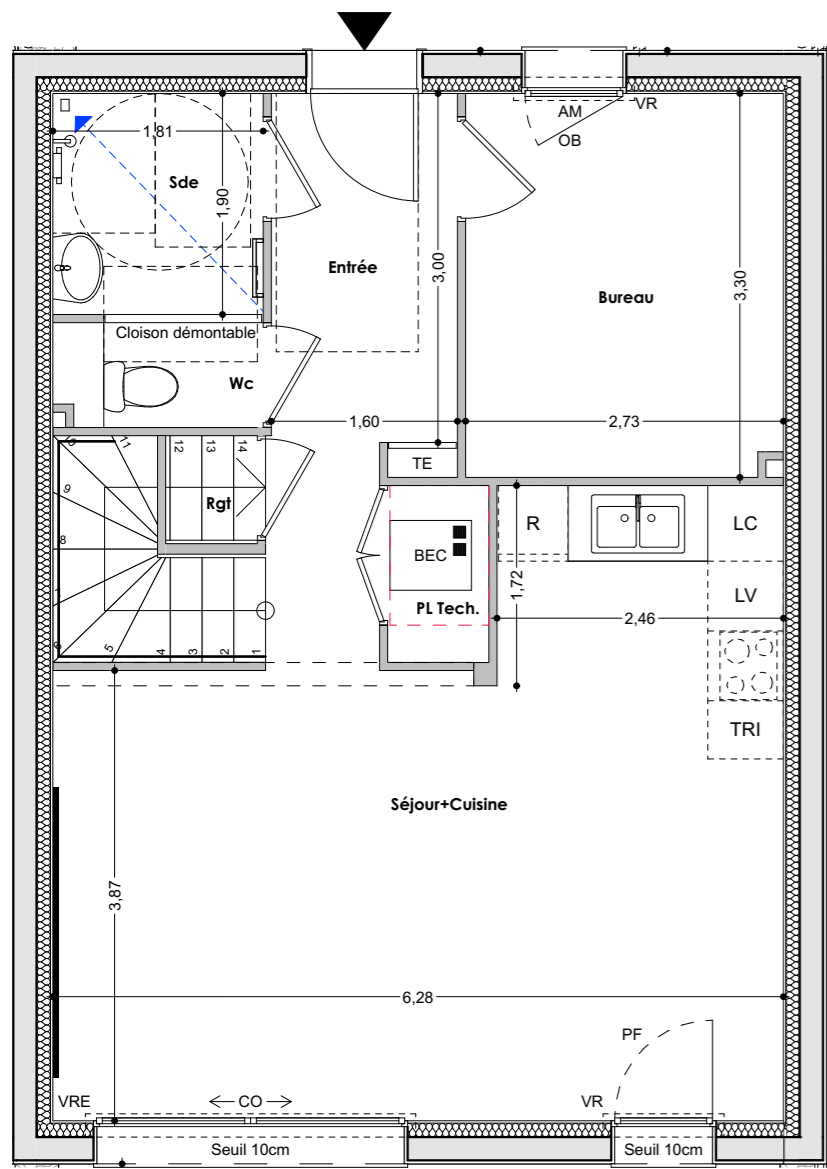 AM
VR
OB
1,81
Sde
1,90
Entrée
3,00
Bureau
3,30
Cloison démontable
Wc
1,60
2,73
TE
10
11
12
13
14
9
Rgt
8
BEC
R
LC
LV
1,72
PL Tech.
2,46
7
6
5
4
3
2
1
TRI
Séjour+Cuisine
3,87
6,28
PF
VRE
CO
VR
Seuil 10cm
Seuil 10cm